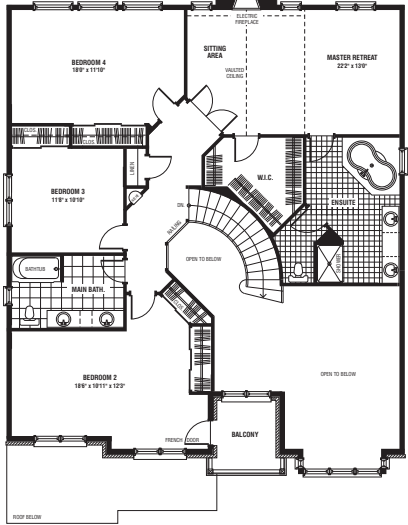 ELECTRIC
FIREPLACE
SITTING
AREA
BEDROOM 4
18'0" x 11'10"
MASTER RETREAT
22'2" x 13'0"
VAULTED
CEILING
CLOS.
CLOS.
LINEN
W.I.C.
BEDROOM 3
11'8" x 10'10"
ENSUITE
DN.
RAILING
OPEN TO BELOW
SHOWER
BATHTUB
MAIN BATH.
OPEN TO BELOW
BEDROOM 2
18'6" x 10'11" x 12'3"
FRENCH DOOR
BALCONY
ROOF BELOW